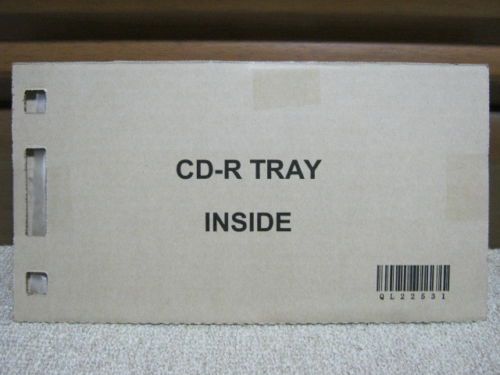 CD-R TRAY
INSIDE
QL22531